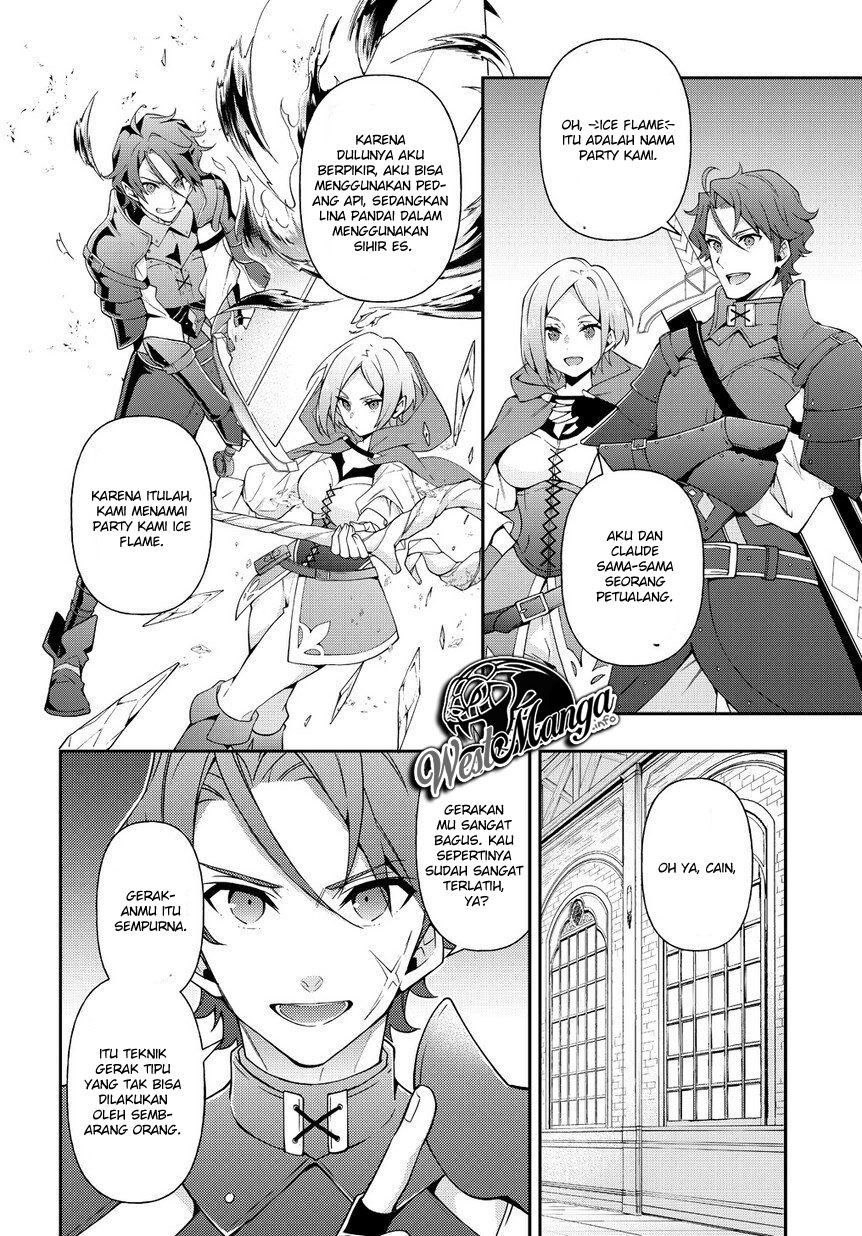 OH, ⊰ICE FLAME⊱
ITU ADALAH NAMA
PARTY KAMI.
AKU DAN
CLAUDE
SAMA-SAMA
SEORANG
PETUALANG.
KARENA
DULUNYA AKU
BERPIKIR, AKU BISA
MENGGUNAKAN PED-
ANG API, SEDANGKAN
LINA PANDAI DALAM
MENGGUNAKAN
SIHIR ES.
KARENA ITULAH,
KAMI MENAMAI
PARTY KAMI ICE
FLAME.
WestManga
.info
OH YA, CAIN,
GERAKAN
MU SANGAT
BAGUS. KAU
SEPERTINYA
SUDAH SANGAT
TERLATIH,
YA?
GERAK-
ANMU ITU
SEMPURNA.
ITU TEKNIK
GERAK TIPU
YANG TAK BISA
DILAKUKAN
OLEH SEMB-
ARANG ORANG.